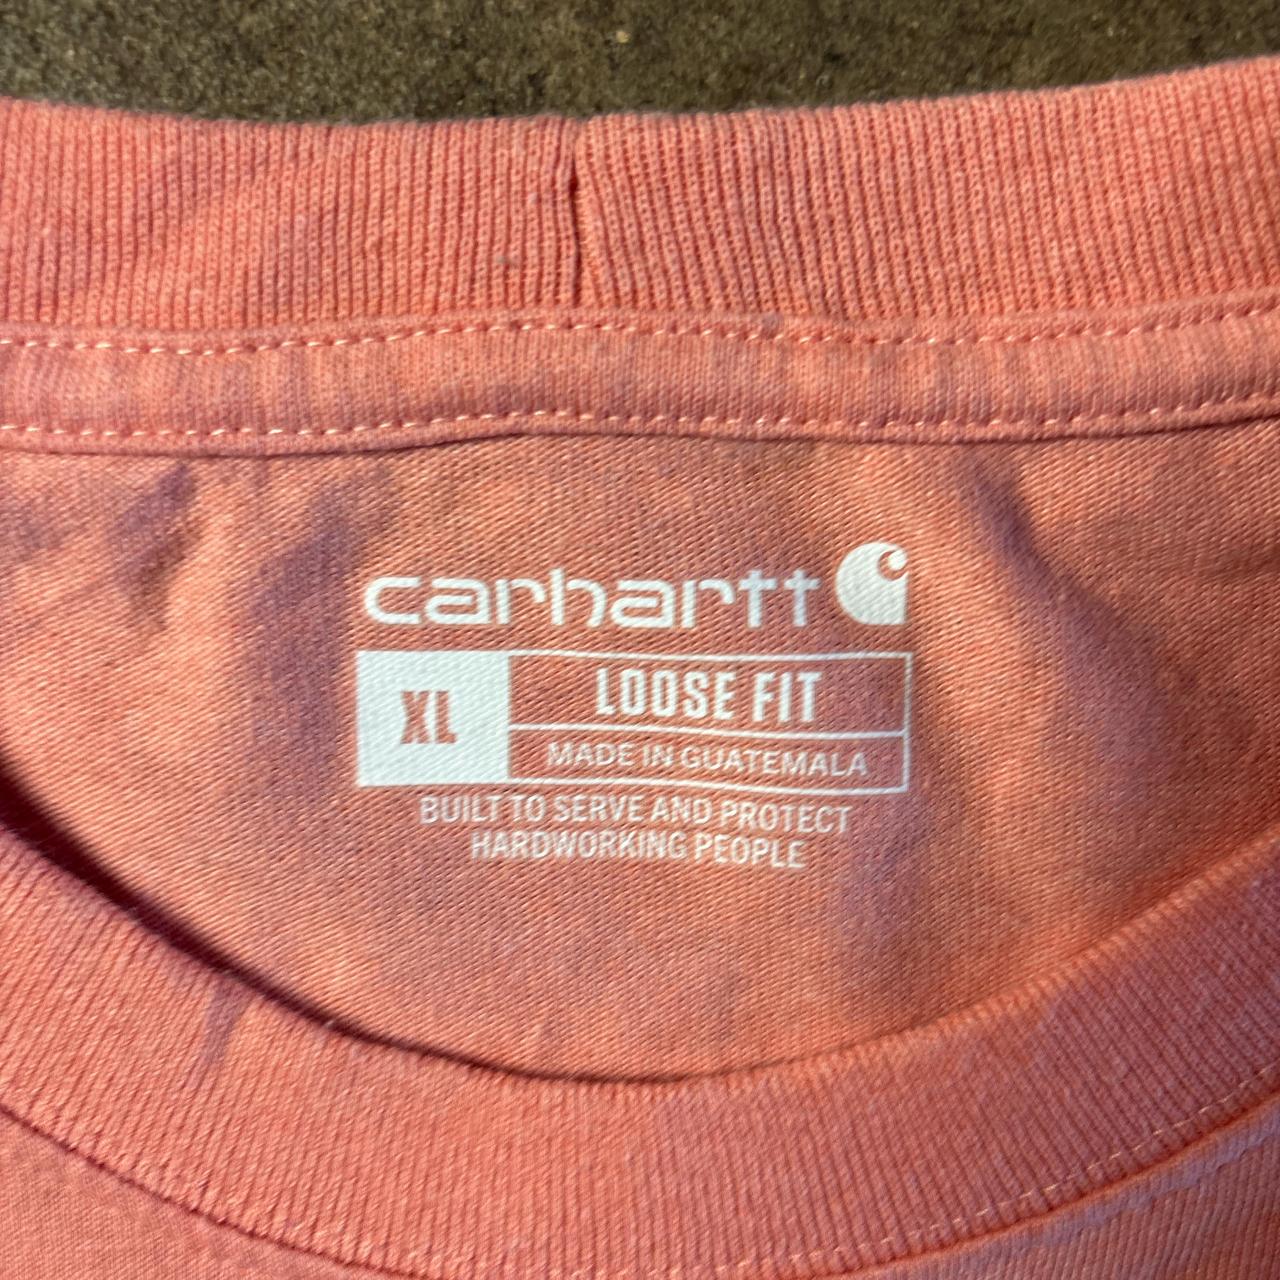 carhartt
XL
LOOSE FIT
MADE IN GUATEMALA
BUILT TO SERVE AND PROTECT
HARDWORKING PEOPLE